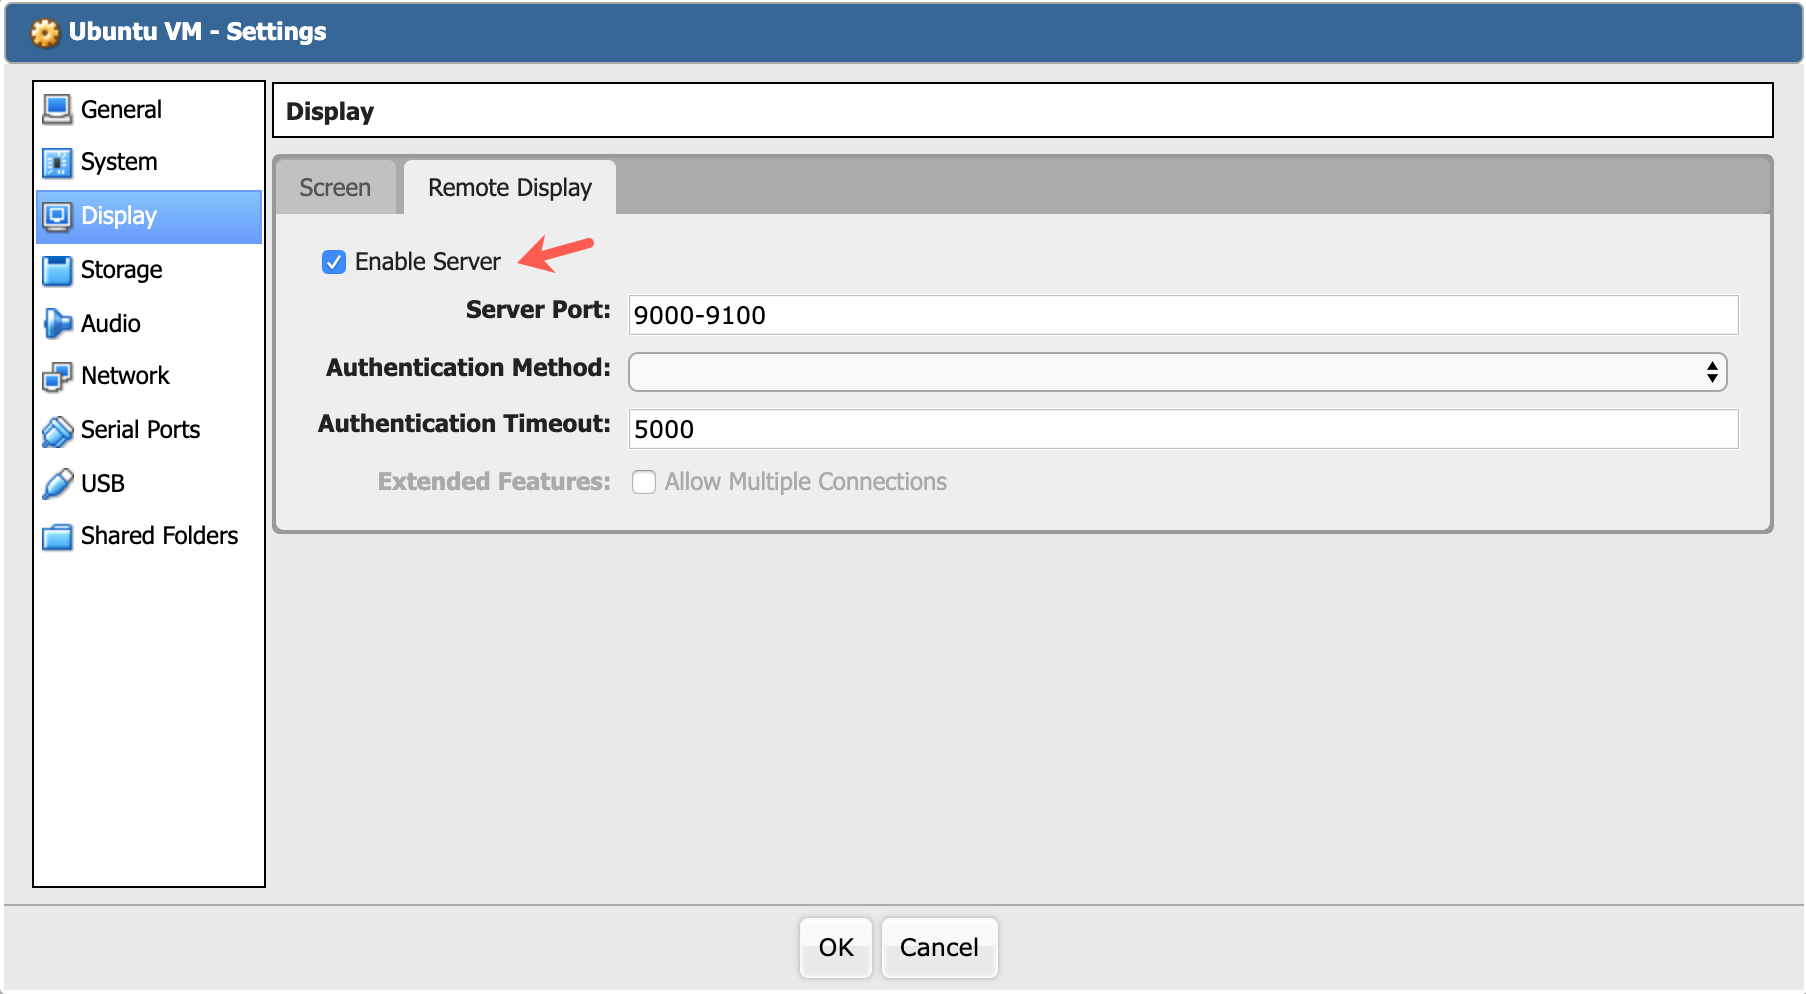 Ubuntu VM - Settings
General
System
Display
Storage
Audio
Network
Serial Ports
USB
Shared Folders
Display
Screen
Remote Display
Enable Server
Server Port: 9000-9100
Authentication Method:
Authentication Timeout: 5000
Extended Features: Allow Multiple Connections
OK
Cancel